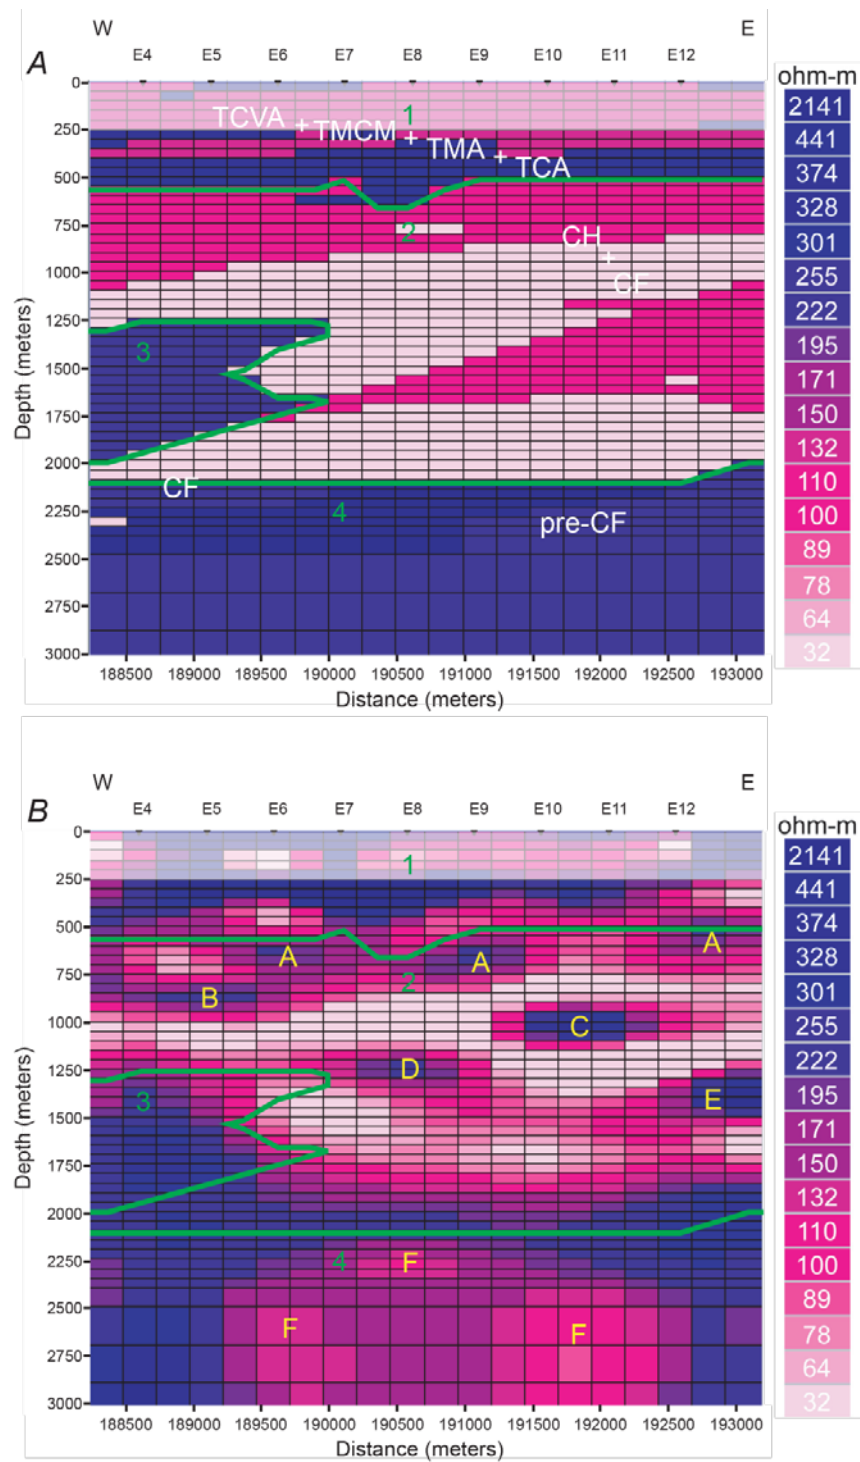 W E
E4 E5 E6 E7 E8 E9 E10 E11 E12
A
ohm-m
2141
441
374
328
301
255
222
195
171
150
132
110
100
89
78
64
32
0
250
500
750
1000
1250
1500
1750
2000
2250
2500
2750
3000
Depth (meters)
1
TCVA + TMCM + TMA + TCA
2
CH + CF
3
CF
4
pre-CF
188500 189000 189500 190000 190500 191000 191500 192000 192500 193000
Distance (meters)
W E
E4 E5 E6 E7 E8 E9 E10 E11 E12
B
ohm-m
2141
441
374
328
301
255
222
195
171
150
132
110
100
89
78
64
32
0
250
500
750
1000
1250
1500
1750
2000
2250
2500
2750
3000
Depth (meters)
1
A A A
2
B
C
D
3
E
4 F
F F
188500 189000 189500 190000 190500 191000 191500 192000 192500 193000
Distance (meters)